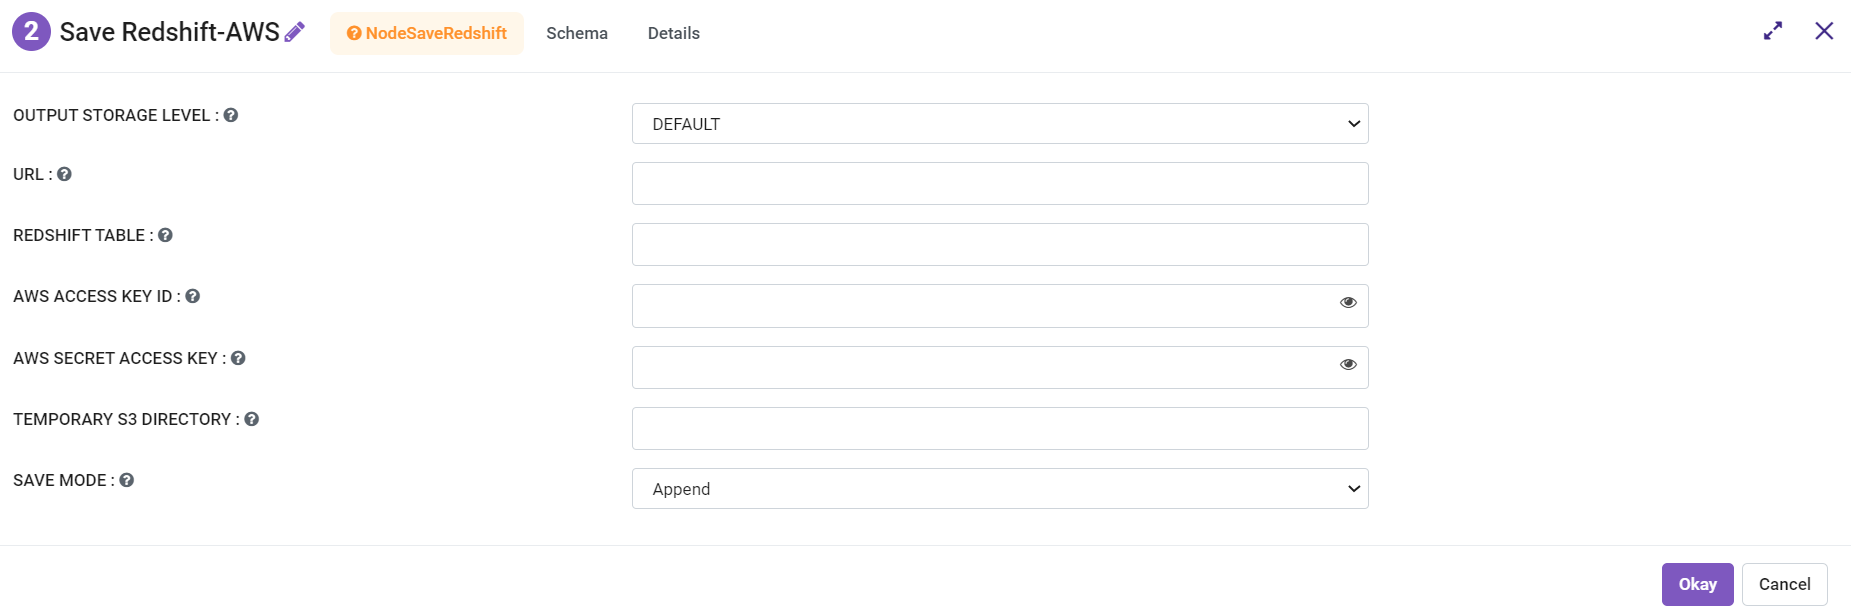 2 Save Redshift-AWS NodeSaveRedshift Schema Details
OUTPUT STORAGE LEVEL : DEFAULT
URL :
REDSHIFT TABLE :
AWS ACCESS KEY ID :
AWS SECRET ACCESS KEY :
TEMPORARY S3 DIRECTORY :
SAVE MODE : Append
Okay Cancel